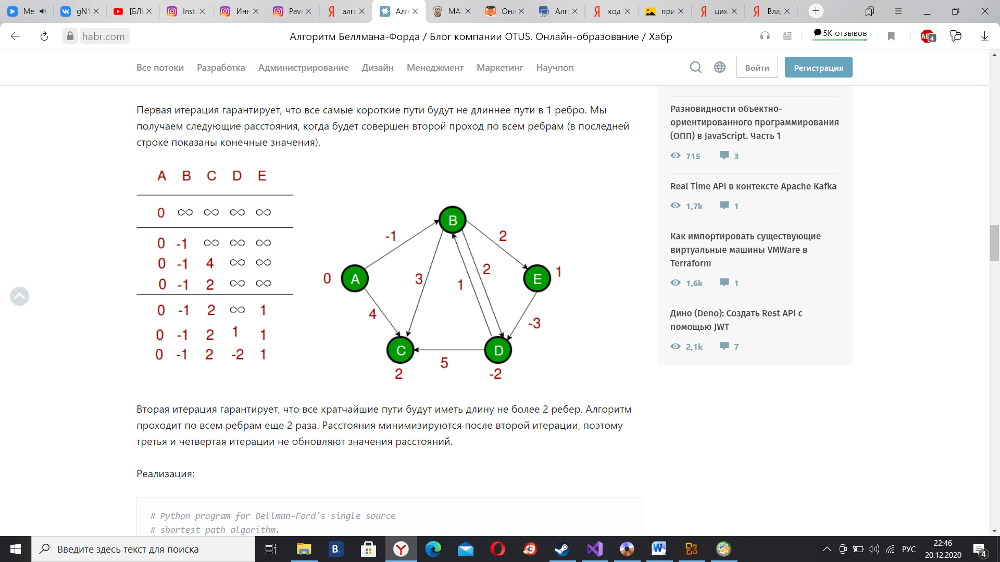 Ме gN1 [БЛ Inst Инн Pave алго Алго МАХ Онл Алго код при цик. Вла,
habr.com Алгоритм Беллмана-Форда / Блог компании OTUS. Онлайн-образование / Хабр 5K отзывов 4
Все потоки Разработка Администрирование Дизайн Менеджмент Маркетинг Научпоп Войти Регистрация
Первая итерация гарантирует, что все самые короткие пути будут не длиннее пути в 1 ребро. Мы
получаем следующие расстояния, когда будет совершен второй проход по всем ребрам (в последней
строке показаны конечные значения).
A B C D E
0 ∞ ∞ ∞ ∞
0 -1 ∞ ∞ ∞
0 -1 4 ∞ ∞
0 -1 2 ∞ ∞
0 -1 2 ∞ 1
0 -1 2 1 1
0 -1 2 -2 1
B
-1 2
0 A 3 1 2 E 1
4 -3
C D
2 5 -2
Вторая итерация гарантирует, что все кратчайшие пути будут иметь длину не более 2 ребер. Алгоритм
проходит по всем ребрам еще 2 раза. Расстояния минимизируются после второй итерации, поэтому
третья и четвертая итерации не обновляют значения расстояний.
Реализация:
# Python program for Bellman-Ford's single source
# shortest path algorithm.
Разновидности объектно-
ориентированного программирования
(ОПП) в JavaScript. Часть 1
715 3
Real Time API в контексте Apache Kafka
1,7k 1
Как импортировать существующие
виртуальные машины VMWare в
Terraform
1,6k 1
Дино (Deno): Создать Rest API с
помощью JWT
2,1k 7
Введите здесь текст для поиска
B.
РУС
22:46
20.12.2020
4